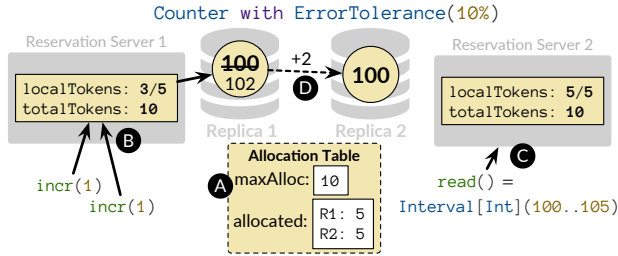 Counter with ErrorTolerance(10%)
Reservation Server 1
localTokens: 3/5
totalTokens: 10
B
incr(1)
incr(1)
100
102
Replica 1
+2
D
100
Replica 2
Allocation Table
A
maxAlloc: 10
allocated:
R1: 5
R2: 5
Reservation Server 2
localTokens: 5/5
totalTokens: 10
C
read() =
Interval[Int](100..105)